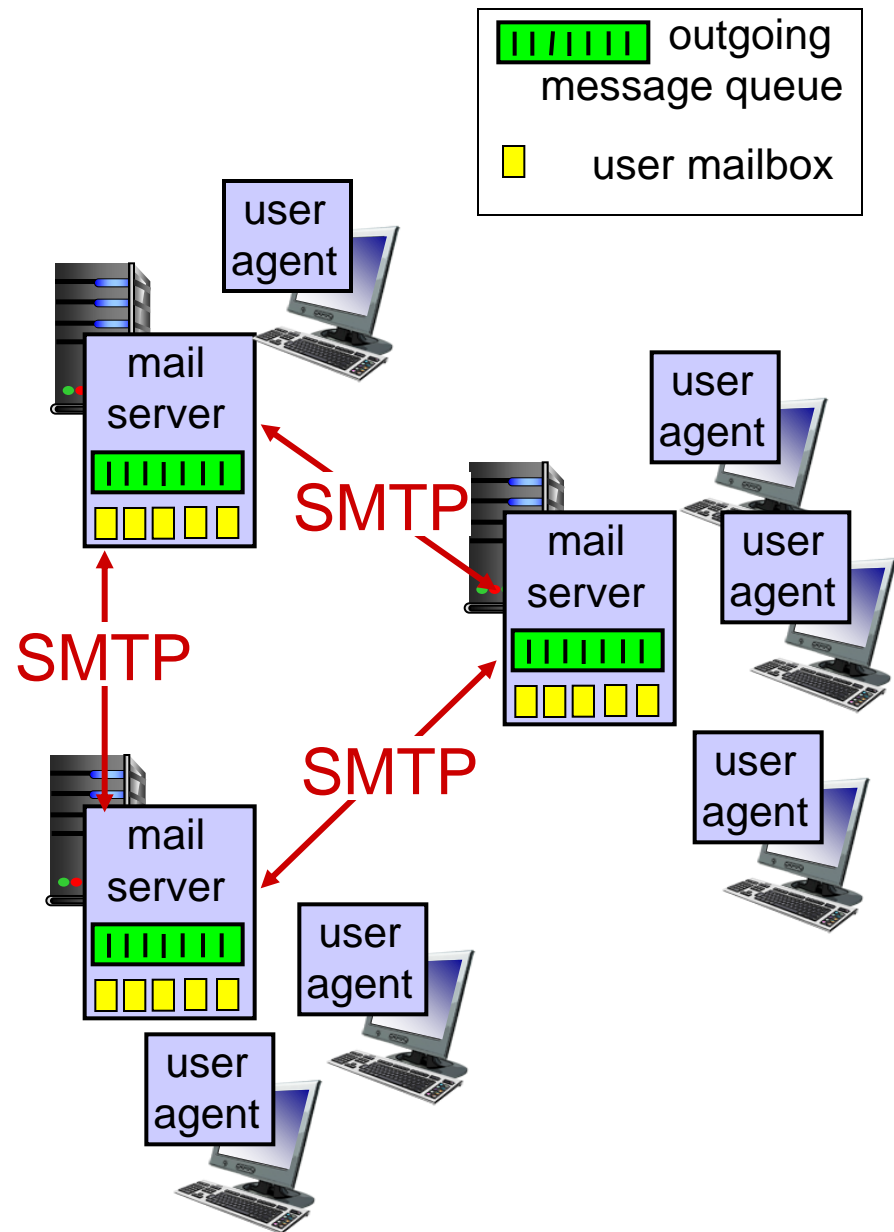 outgoing
message queue
user mailbox
user
agent
mail
server
SMTP
user
agent
mail
server
user
agent
SMTP
SMTP
user
agent
mail
server
user
agent
user
agent